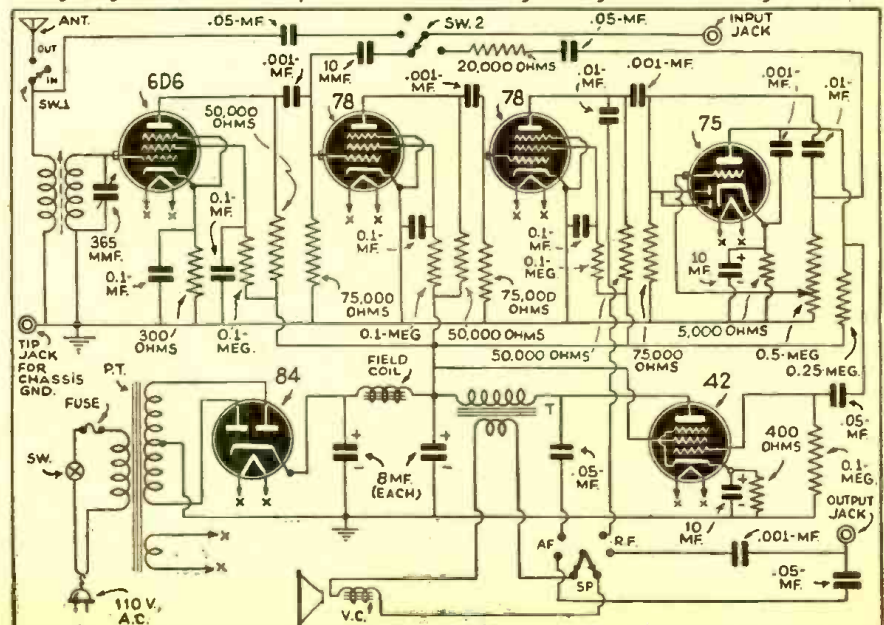 ANT.
OUT
IN
SW.1
.05-MF.
SW. 2
.05-MF.
INPUT
JACK
10
MMF.
20,000 OHMS
6D6
.001-
MF.
50,000
OHMS
78
.001-
MF.
78
.01-
MF.
.001-MF.
75
.001-
MF.
.01-
MF.
365
MMF.
0.1-
MF.
0.1-
MF.
300
OHMS
0.1-
MEG.
75,000
OHMS
0.1-
MF.
0.1-MEG
50,000 OHMS
75,000
OHMS
0.1-
MF.
0.1-
MEG
50,000 OHMS
75,000
OHMS
10
MF.
5,000 OHMS
0.5-MEG
0.25-MEG.
TIP
JACK
FOR
CHASSIS
GND.
P.T.
FUSE
SW.
84
FIELD
COIL
T
42
400
OHMS
.05-
MF.
8 MF.
(EACH)
.05-
MF.
10
MF.
0.1-
MEG.
OUTPUT
JACK
AF
R.F.
SP
.001-MF.
.05-
MF.
V.C.
110 V.,
A.C.
X X
X X
X X
X X
X X
X X
X
X
+
-
+
-
+
-
+
-